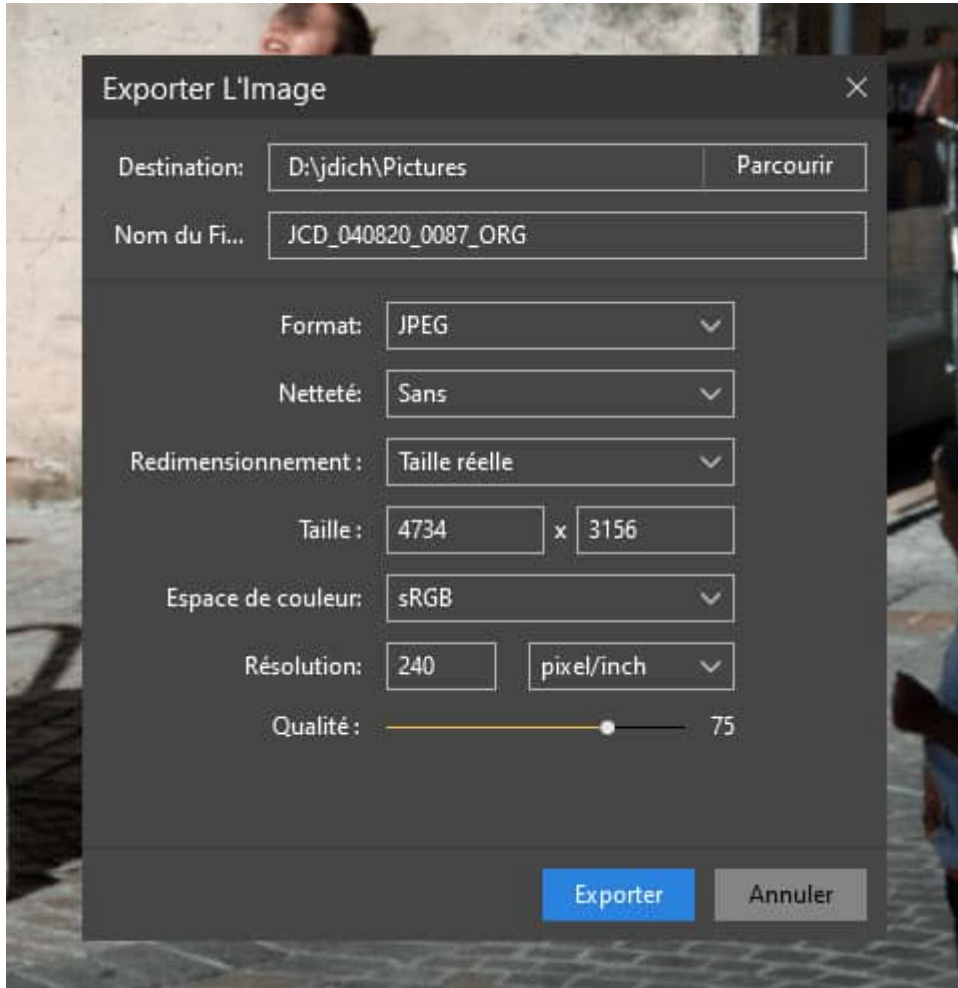 Exporter L'Image
Destination: D:\jdich\Pictures Parcourir
Nom du Fi... JCD_040820_0087_ORG
Format: JPEG
Netteté: Sans
Redimensionnement : Taille réelle
Taille : 4734 x 3156
Espace de couleur: sRGB
Résolution: 240 pixel/inch
Qualité : 75
Exporter Annuler